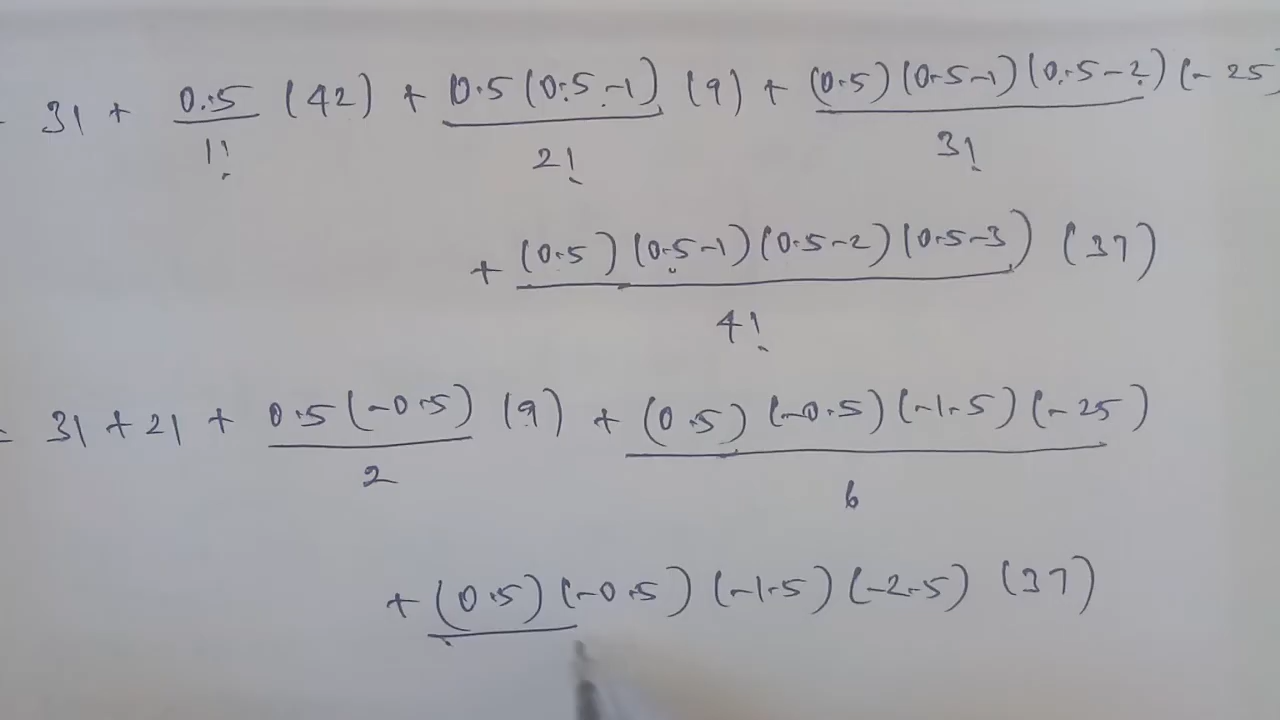 = 31 + 0.5/1! (42) + 0.5(0.5-1)/2! (9) + (0.5)(0.5-1)(0.5-2)(-25)/3!
+ (0.5)(0.5-1)(0.5-2)(0.5-3)/4! (37)
= 31 + 21 + 0.5(-0.5)/2 (9) + (0.5)(-0.5)(-1.5)(-25)/6
+ (0.5)(-0.5)(-1.5)(-2.5)(37)